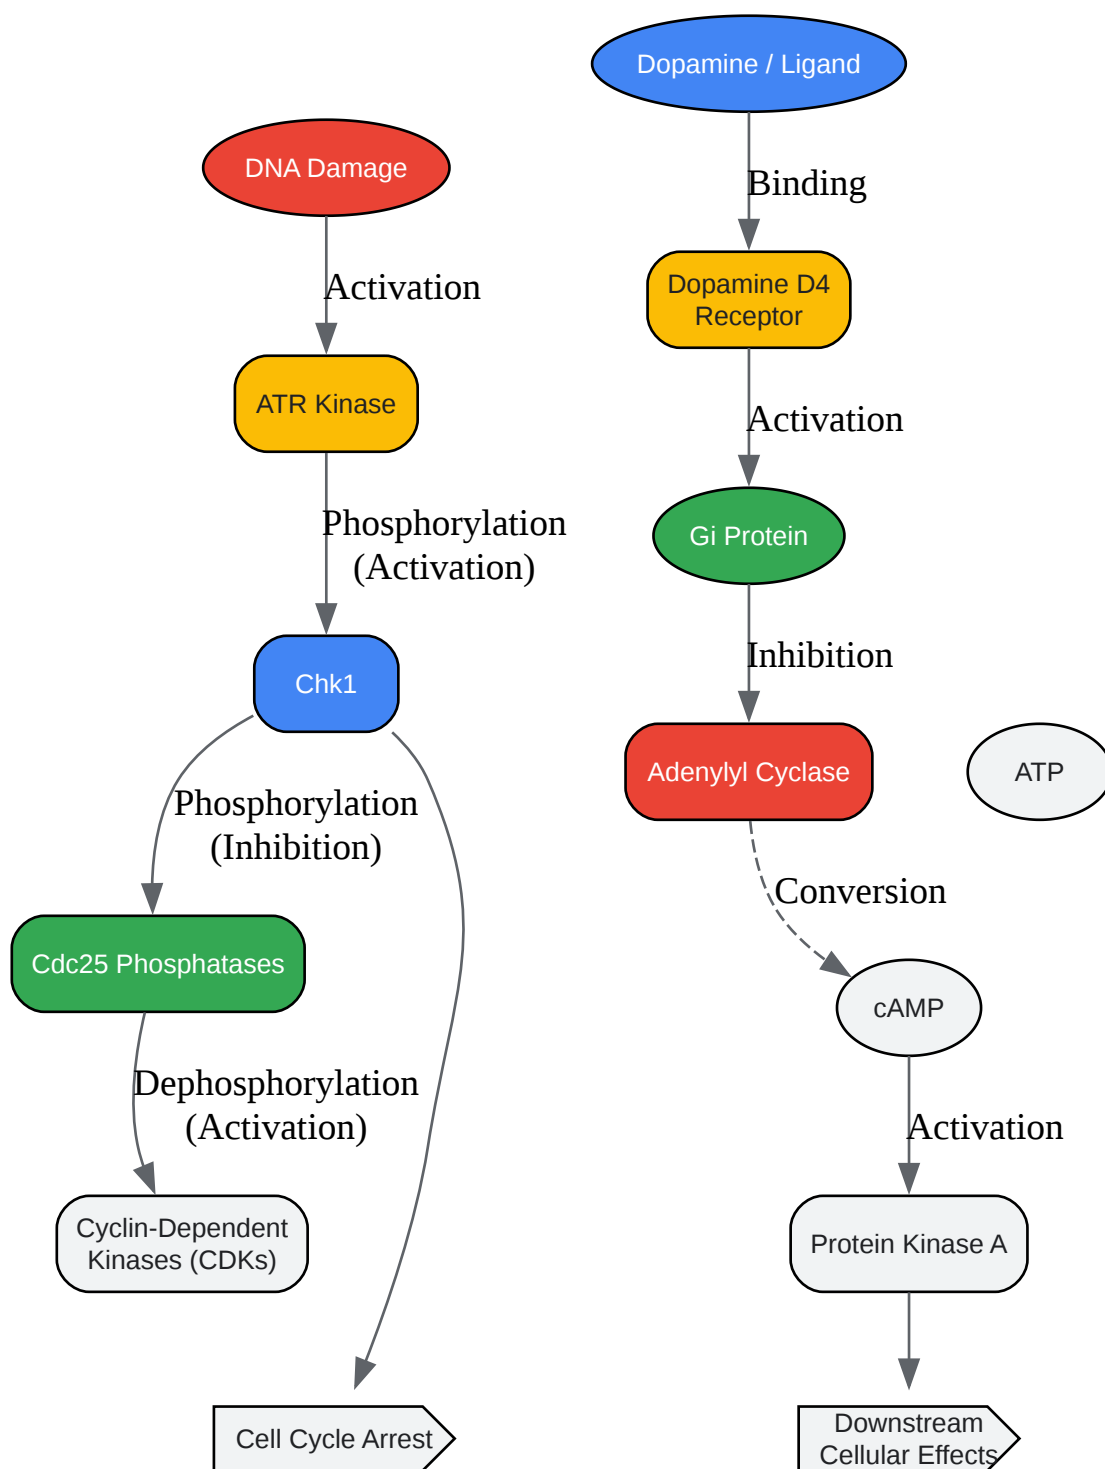 DNA Damage
Activation
ATR Kinase
Phosphorylation
(Activation)
Chk1
Phosphorylation
(Inhibition)
Cdc25 Phosphatases
Dephosphorylation
(Activation)
Cyclin-Dependent
Kinases (CDKs)
Cell Cycle Arrest
Dopamine / Ligand
Binding
Dopamine D4
Receptor
Activation
Gi Protein
Inhibition
Adenylyl Cyclase
ATP
Conversion
cAMP
Activation
Protein Kinase A
Downstream
Cellular Effects